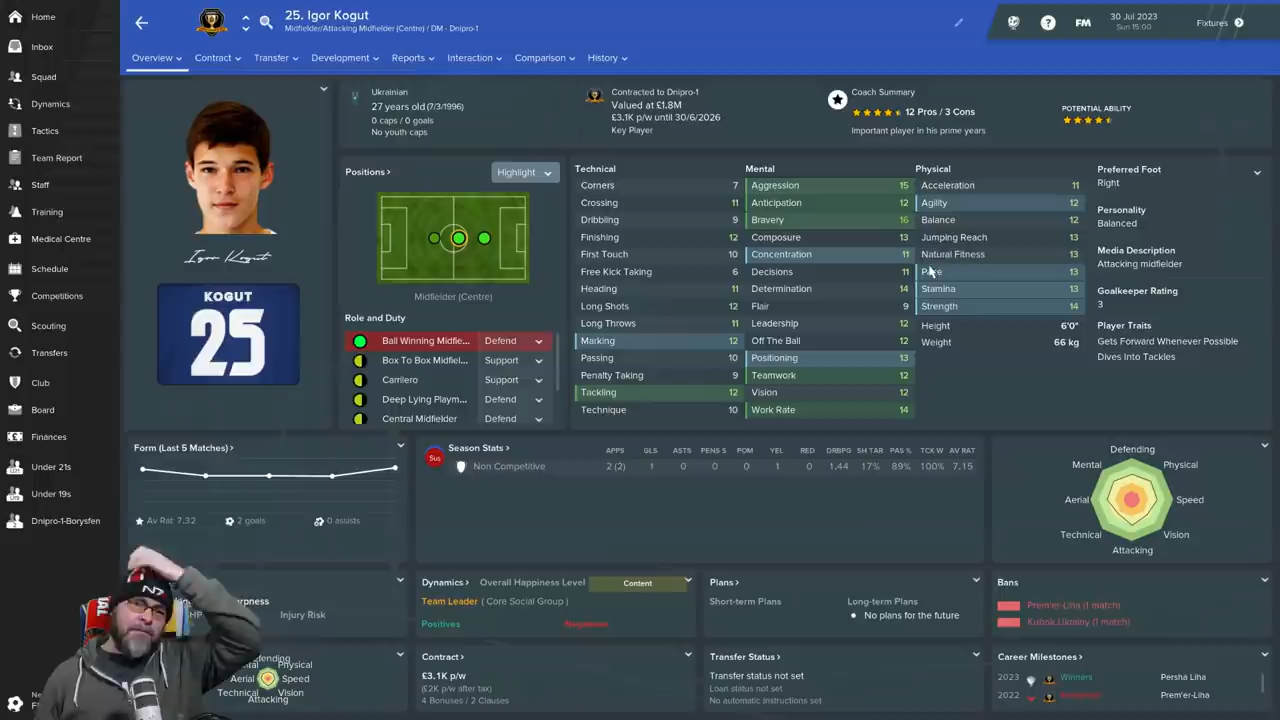 Home
Inbox
Squad
Dynamics
Tactics
Team Report
Staff
Training
Medical Centre
Schedule
Competitions
Scouting
Transfers
Club
Board
Finances
Under 21s
Under 19s
Dnipro-1-Borysfen
25. Igor Kogut
Midfielder/Attacking Midfielder (Centre) / DM - Dnipro-1
FM
30 Jul 2023
Sun 15:00
Fixtures
Overview Contract Transfer Development Reports Interaction Comparison History
Ukrainian
27 years old (7/3/1996)
0 caps / 0 goals
No youth caps
Contracted to Dnipro-1
Valued at £1.8M
£3.1K p/w until 30/6/2026
Key Player
Coach Summary
12 Pros / 3 Cons
Important player in his prime years
POTENTIAL ABILITY
Igor Kogut
KOGUT
25
Positions
Highlight
Midfielder (Centre)
Role and Duty
Ball Winning Midfie... Defend
Box To Box Midfiel... Support
Carrilero Support
Deep Lying Playm... Defend
Central Midfielder Defend
Technical
Corners 7
Crossing 11
Dribbling 9
Finishing 12
First Touch 10
Free Kick Taking 6
Heading 11
Long Shots 12
Long Throws 11
Marking 12
Passing 10
Penalty Taking 9
Tackling 12
Technique 10
Mental
Aggression 15
Anticipation 12
Bravery 16
Composure 13
Concentration 11
Decisions 11
Determination 14
Flair 9
Leadership 12
Off The Ball 12
Positioning 13
Teamwork 12
Vision 12
Work Rate 14
Physical
Acceleration 11
Agility 12
Balance 12
Jumping Reach 13
Natural Fitness 13
Pace 13
Stamina 13
Strength 14
Height 6'0"
Weight 66 kg
Preferred Foot
Right
Personality
Balanced
Media Description
Attacking midfielder
Goalkeeper Rating
3
Player Traits
Gets Forward Whenever Possible
Dives Into Tackles
Form (Last 5 Matches)
Av Rat: 7.32 2 goals 0 assists
Sus
Season Stats
APPS GLS ASTS PENS S POM YEL RED DRBPG SH TAR PAS % TCK W AV RAT
Non Competitive 2 (2) 1 0 0 0 1 0 1.44 17% 89% 100% 7.15
Defending
Mental Physical
Aerial Speed
Technical Vision
Attacking
Injury Risk
Physical
Speed
Technical Vision
Attacking
Dynamics Overall Happiness Level Content
Team Leader ( Core Social Group )
Positives
Plans
Short-term Plans
Long-term Plans
No plans for the future
Bans
Prem'er-Liha (1 match)
Kubok Ukrainy (1 match)
Contract
£3.1K p/w
(£2K p/w after tax)
4 Bonuses / 2 Clauses
Transfer Status
Transfer status not set
Loan status not set
No automatic instructions set
Career Milestones
2023 Winners Persha Liha
2022 Prem'er-Liha